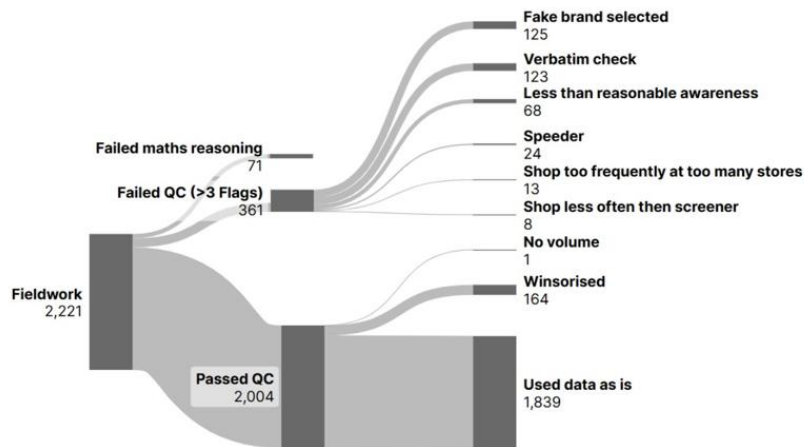 Fake brand selected
125
Verbatim check
123
Less than reasonable awareness
68
Failed maths reasoning
71
Speeder
24
Failed QC (>3 Flags)
361
Shop too frequently at too many stores
13
Shop less often then screener
8
No volume
1
Fieldwork
2,221
Winsorised
164
Passed QC
2,004
Used data as is
1,839